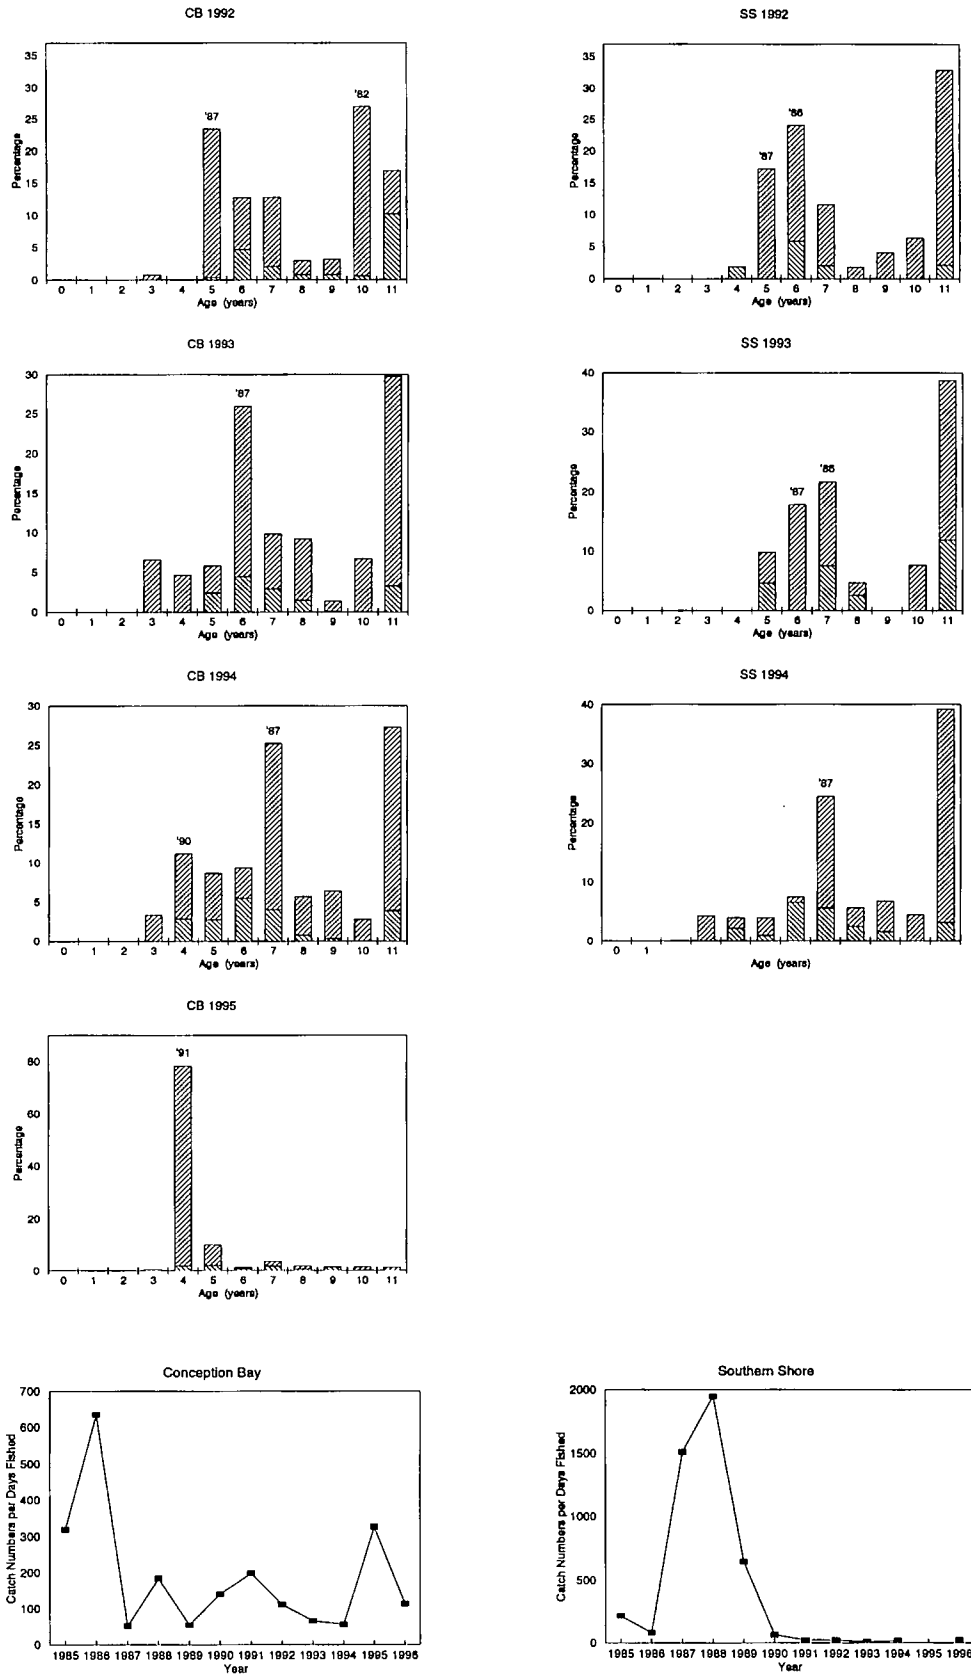 CB 1992
35
30
25
20
15
10
5
0
Percentage
'87
'82
0 1 2 3 4 5 6 7 8 9 10 11
Age (years)
SS 1992
35
30
25
20
15
10
5
0
Percentage
'87
'86
0 1 2 3 4 5 6 7 8 9 10 11
Age (years)
CB 1993
30
25
20
15
10
5
0
Percentage
'87
0 1 2 3 4 5 6 7 8 9 10 11
Age (years)
SS 1993
40
30
20
10
0
Percentage
'87
'86
0 1 2 3 4 5 6 7 8 9 10 11
Age (years)
CB 1994
30
25
20
15
10
5
0
Percentage
'90
'87
0 1 2 3 4 5 6 7 8 9 10 11
Age (years)
SS 1994
40
30
20
10
0
Percentage
'87
0 1
Age (years)
CB 1995
80
60
40
20
0
Percentage
'91
0 1 2 3 4 5 6 7 8 9 10 11
Age (years)
Conception Bay
700
600
500
400
300
200
100
0
Catch Numbers per Days Fished
1985 1986 1987 1988 1989 1990 1991 1992 1993 1994 1995 1996
Year
Southern Shore
2000
1500
1000
500
0
Catch Numbers per Days Fished
1985 1986 1987 1988 1989 1990 1991 1992 1993 1994 1995 1996
Year